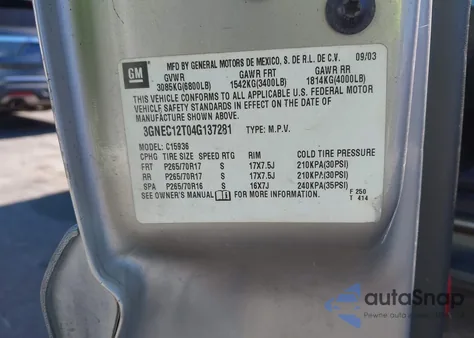 GM
MFD BY GENERAL MOTORS DE MEXICO, S. DE R.L. DE C.V. 09/03
GVWR GAWR FRT GAWR RR
3085KG(6800LB) 1542KG(3400LB) 1814KG(4000LB)
THIS VEHICLE CONFORMS TO ALL APPLICABLE U.S. FEDERAL MOTOR
VEHICLE SAFETY STANDARDS IN EFFECT ON THE DATE OF
MANUFACTURE SHOWN ABOVE.
3GNEC12T04G137281 TYPE: M.P.V.
MODEL: C15936
CPHG TIRE SIZE SPEED RTG RIM COLD TIRE PRESSURE
FRT P265/70R17 S 17X7.5J 210KPA(30PSI)
RR P265/70R17 S 17X7.5J 210KPA(30PSI)
SPA P265/70R16 S 16X7J 240KPA(35PSI)
SEE OWNER'S MANUAL FOR MORE INFORMATION. F 250
T 414
autoSnap